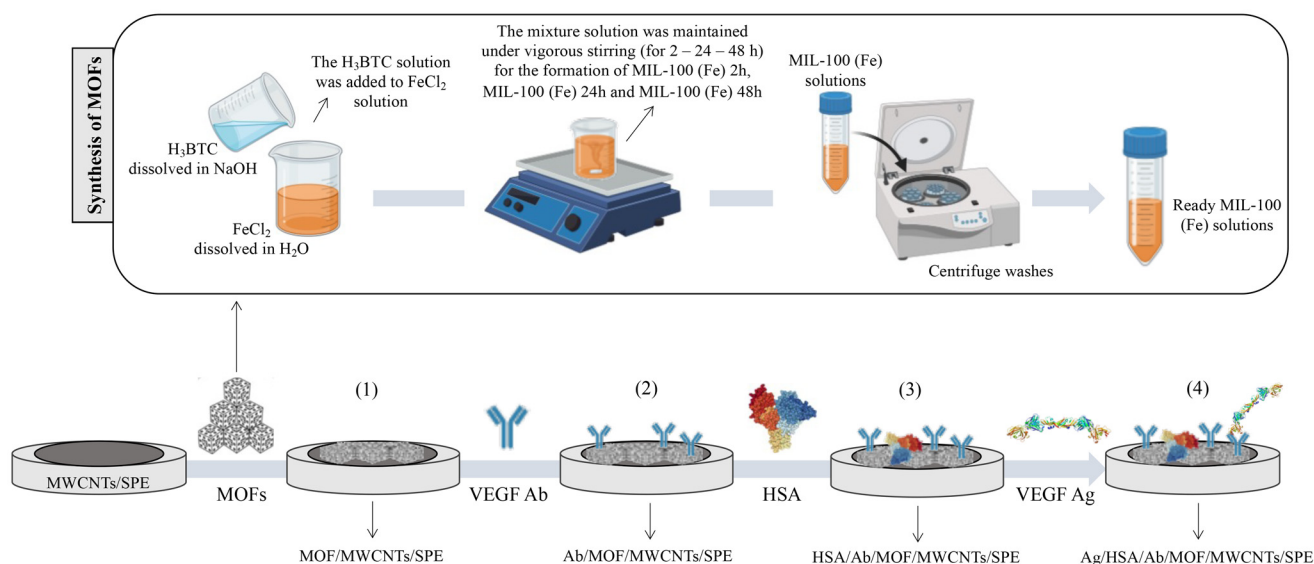 Synthesis of MOFs
H₃BTC
dissolved in NaOH
The H₃BTC solution
was added to FeCl₂
solution
FeCl₂
dissolved in H₂O
The mixture solution was maintained
under vigorous stirring (for 2 – 24 – 48 h)
for the formation of MIL-100 (Fe) 2h,
MIL-100 (Fe) 24h and MIL-100 (Fe) 48h
MIL-100 (Fe)
solutions
Centrifuge washes
Ready MIL-100
(Fe) solutions
(1)
(2)
(3)
(4)
MWCNTs/SPE
MOFs
VEGF Ab
HSA
VEGF Ag
MOF/MWCNTs/SPE
Ab/MOF/MWCNTs/SPE
HSA/Ab/MOF/MWCNTs/SPE
Ag/HSA/Ab/MOF/MWCNTs/SPE